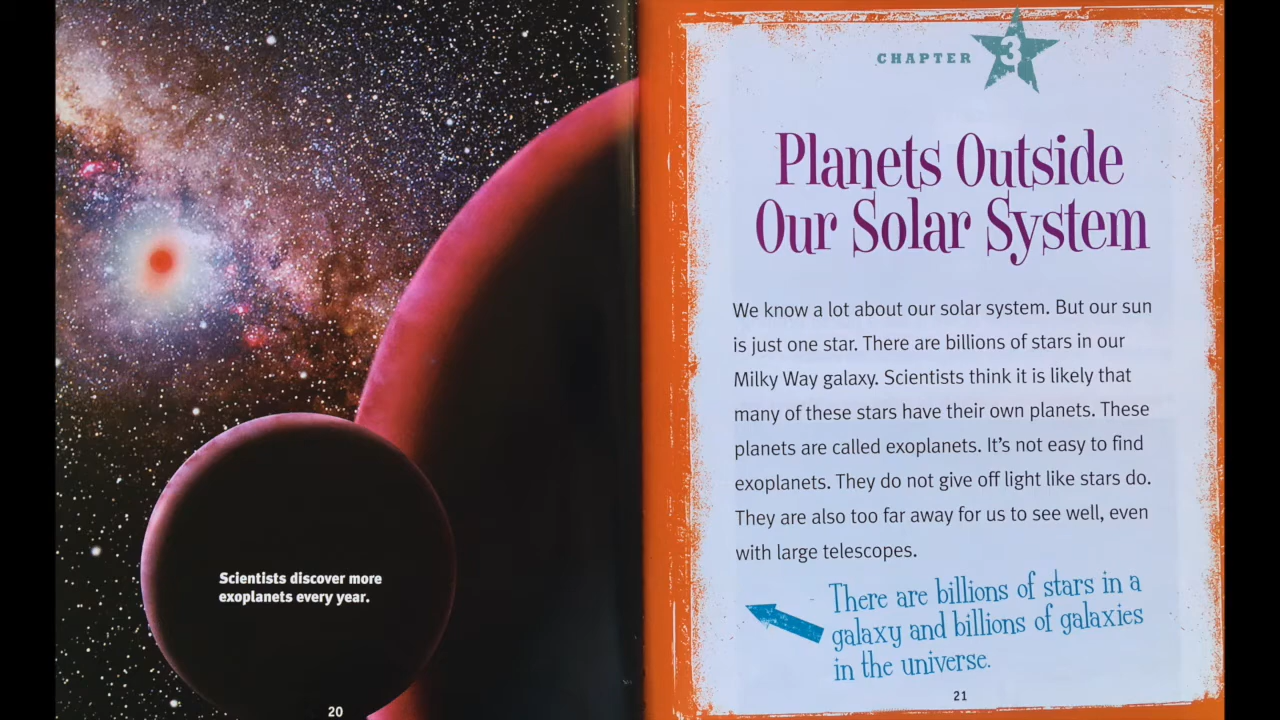 Scientists discover more
exoplanets every year.
20
CHAPTER 3
Planets Outside
Our Solar System
We know a lot about our solar system. But our sun
is just one star. There are billions of stars in our
Milky Way galaxy. Scientists think it is likely that
many of these stars have their own planets. These
planets are called exoplanets. It's not easy to find
exoplanets. They do not give off light like stars do.
They are also too far away for us to see well, even
with large telescopes.
There are billions of stars in a
galaxy and billions of galaxies
in the universe.
21